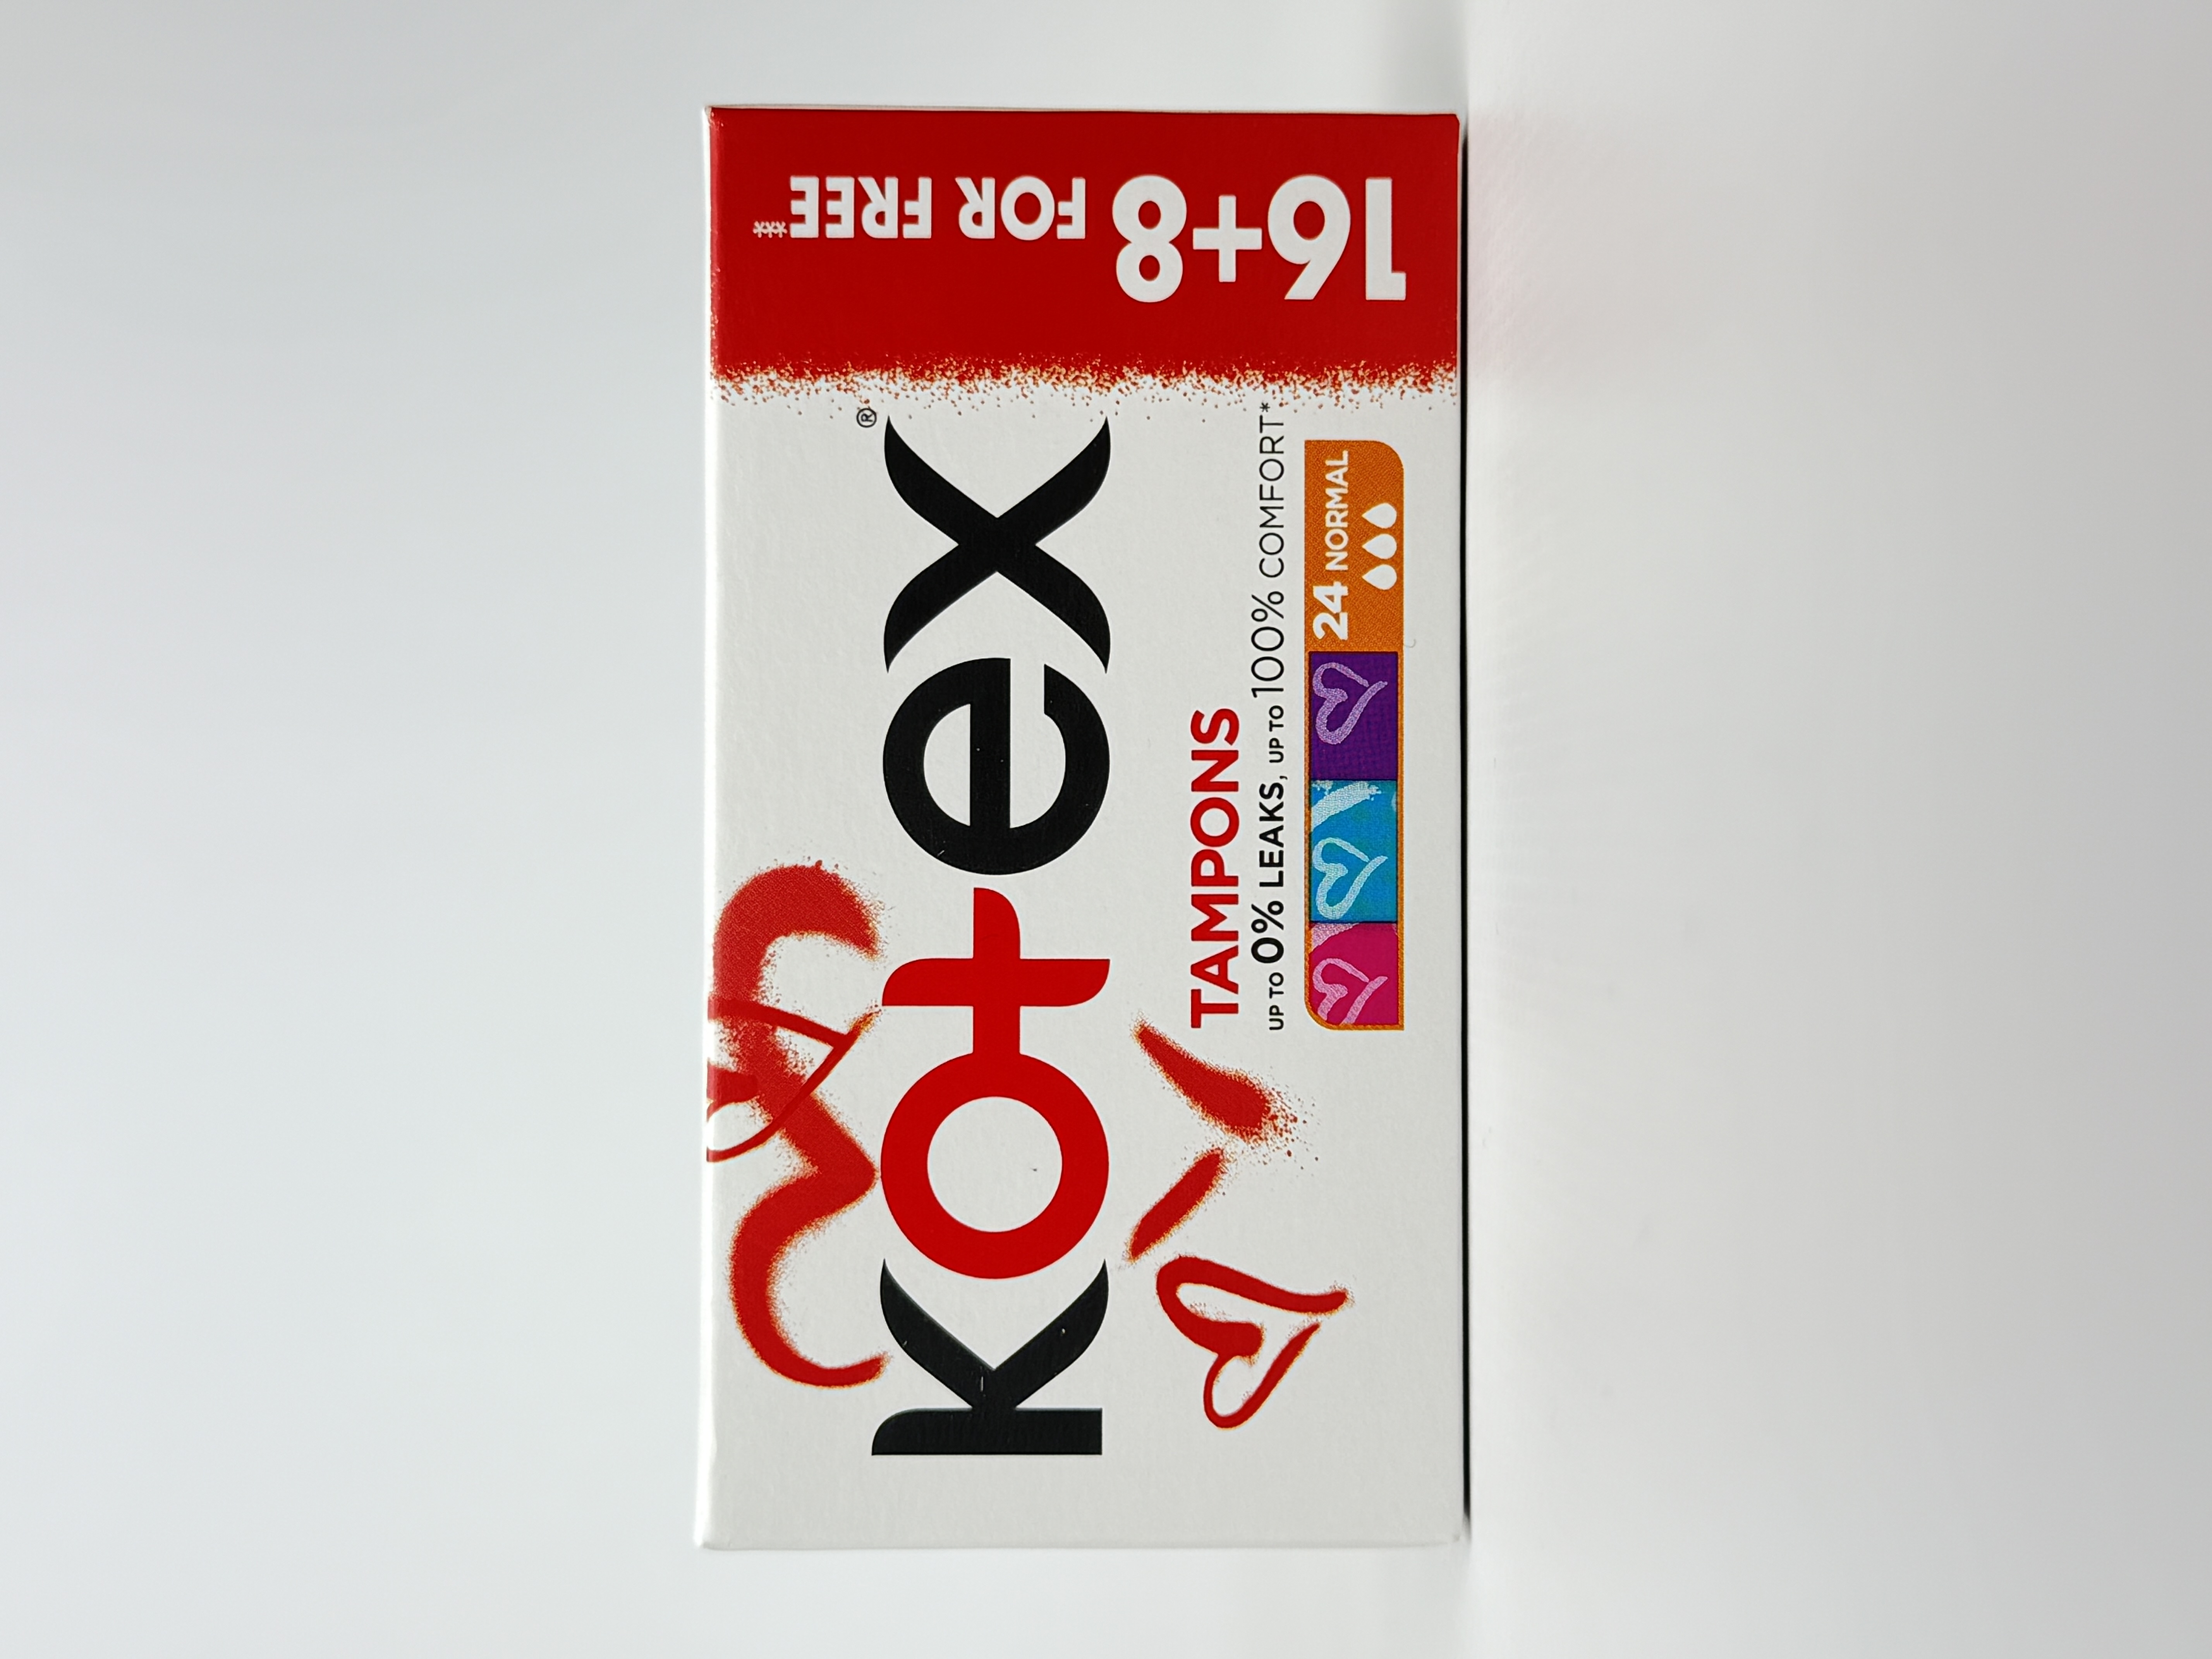 kotex®
TAMPONS
UP TO 0% LEAKS, UP TO 100% COMFORT*
24 NORMAL
16+8 FOR FREE***